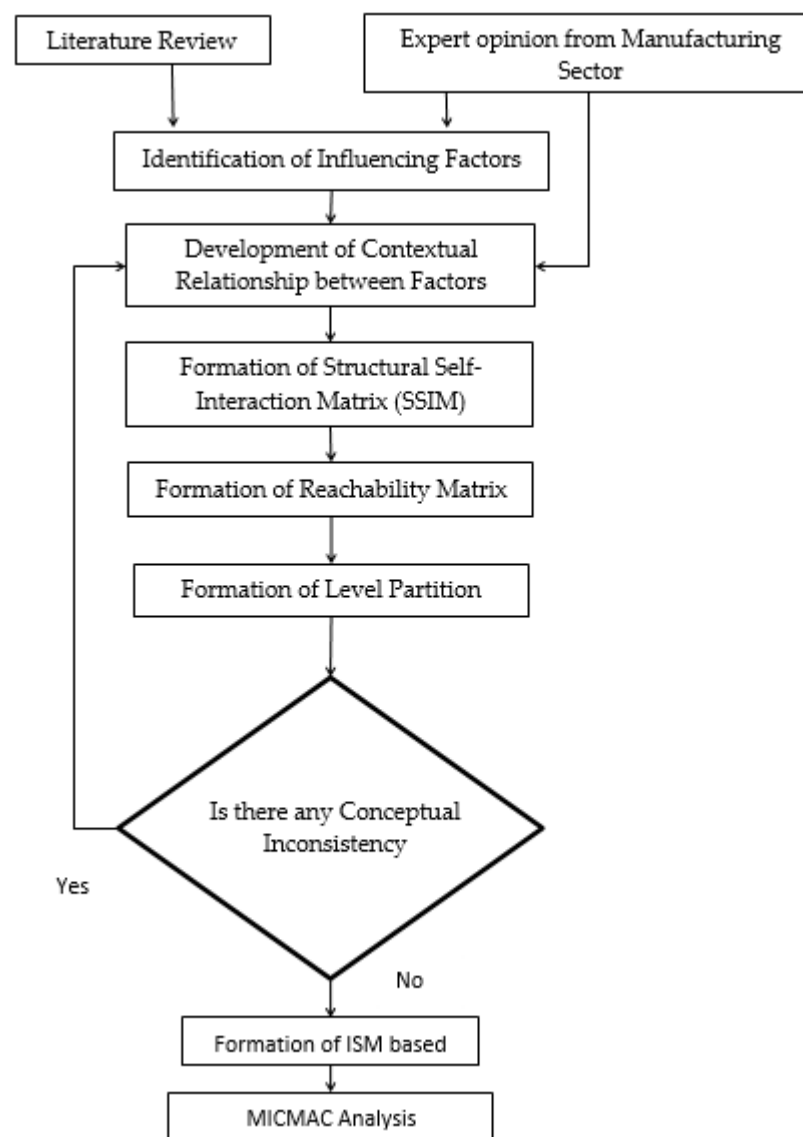 Literature Review
Expert opinion from Manufacturing
Sector
Identification of Influencing Factors
Development of Contextual
Relationship between Factors
Formation of Structural Self-
Interaction Matrix (SSIM)
Formation of Reachability Matrix
Formation of Level Partition
Is there any Conceptual
Inconsistency
Yes
No
Formation of ISM based
MICMAC Analysis